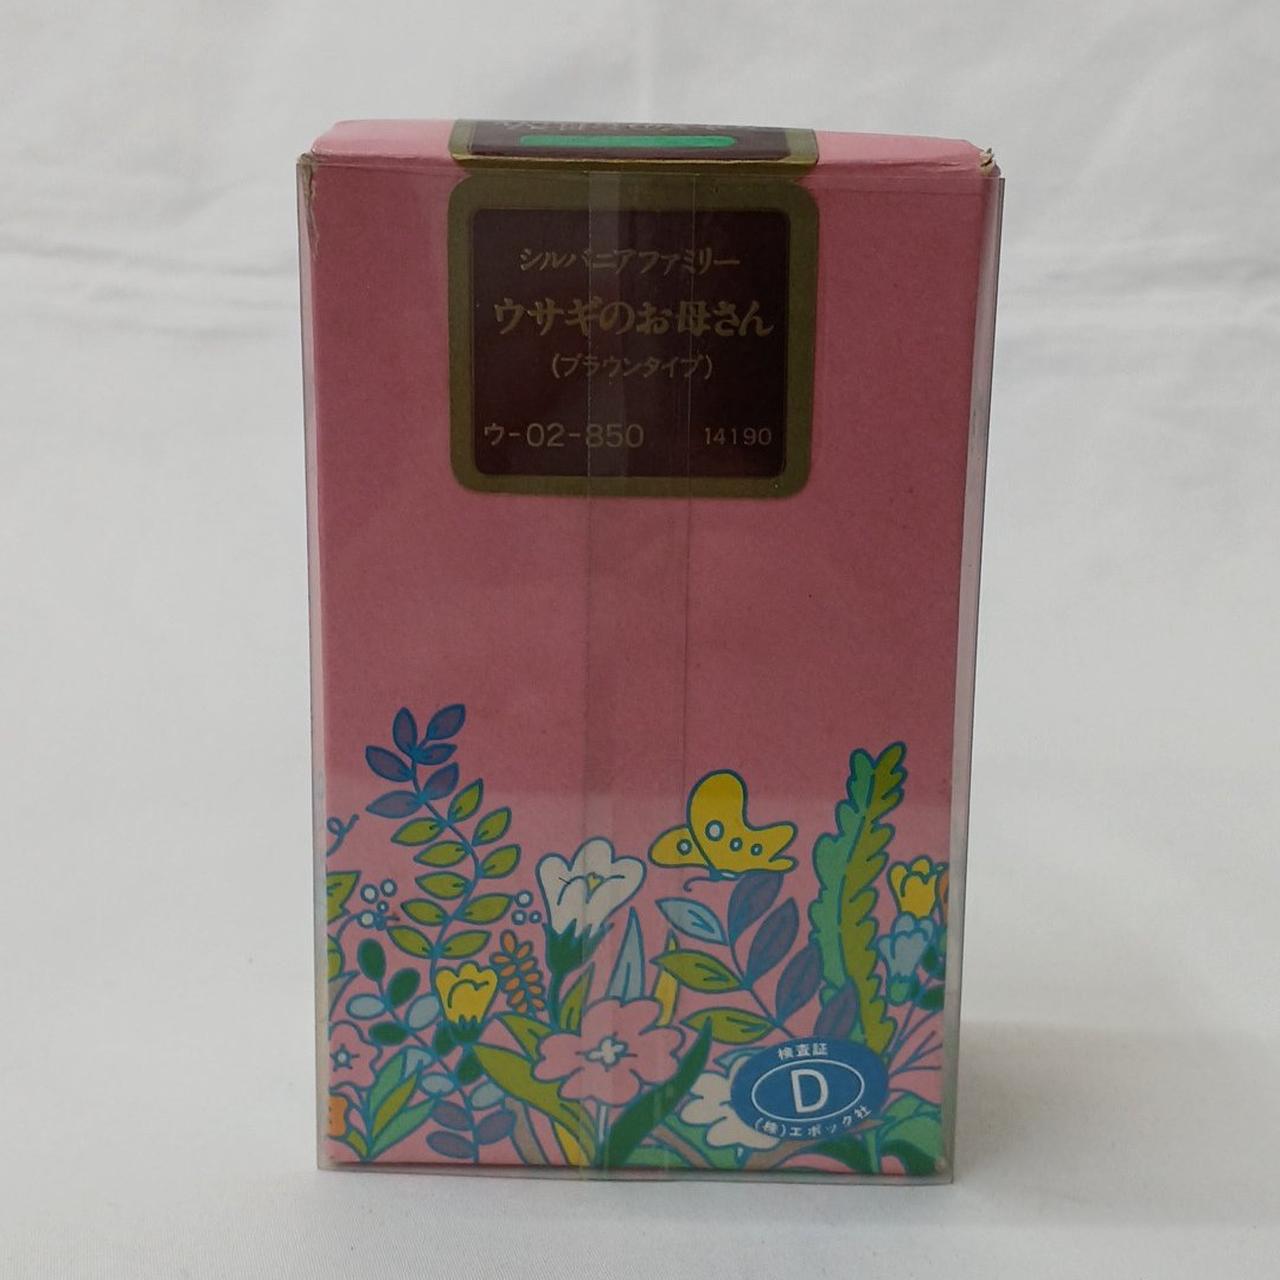 シルバニアファミリー
ウサギのお母さん
(ブラウンタイプ)
ウ-02-850 14190
検査証
D
(株)エポック社